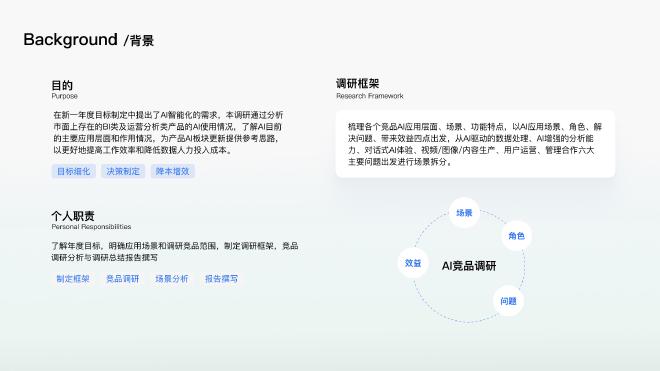 Background /背景
目的
Purpose
在新一年度目标制定中提出了AI智能化的需求，本调研通过分析
市面上存在的BI类及运营分析类产品的AI使用情况，了解AI目前
的主要应用层面和作用情况，为产品AI板块更新提供参考思路，
以更好地提高工作效率和降低数据人力投入成本。
目标细化
决策制定
降本增效
个人职责
Personal Responsibilities
了解年度目标，明确应用场景和调研竞品范围，制定调研框架，竞品
调研分析与调研总结报告撰写
制定框架
竞品调研
场景分析
报告撰写
调研框架
Research Framework
梳理各个竞品AI应用层面、场景、功能特点，以AI应用场景、角色、解
决问题、带来效益四点出发，从AI驱动的数据处理、AI增强的分析能
力、对话式AI体验、视频/图像/内容生产、用户运营、管理合作六大
主要问题出发进行场景拆分。
场景
角色
效益
AI竞品调研
问题